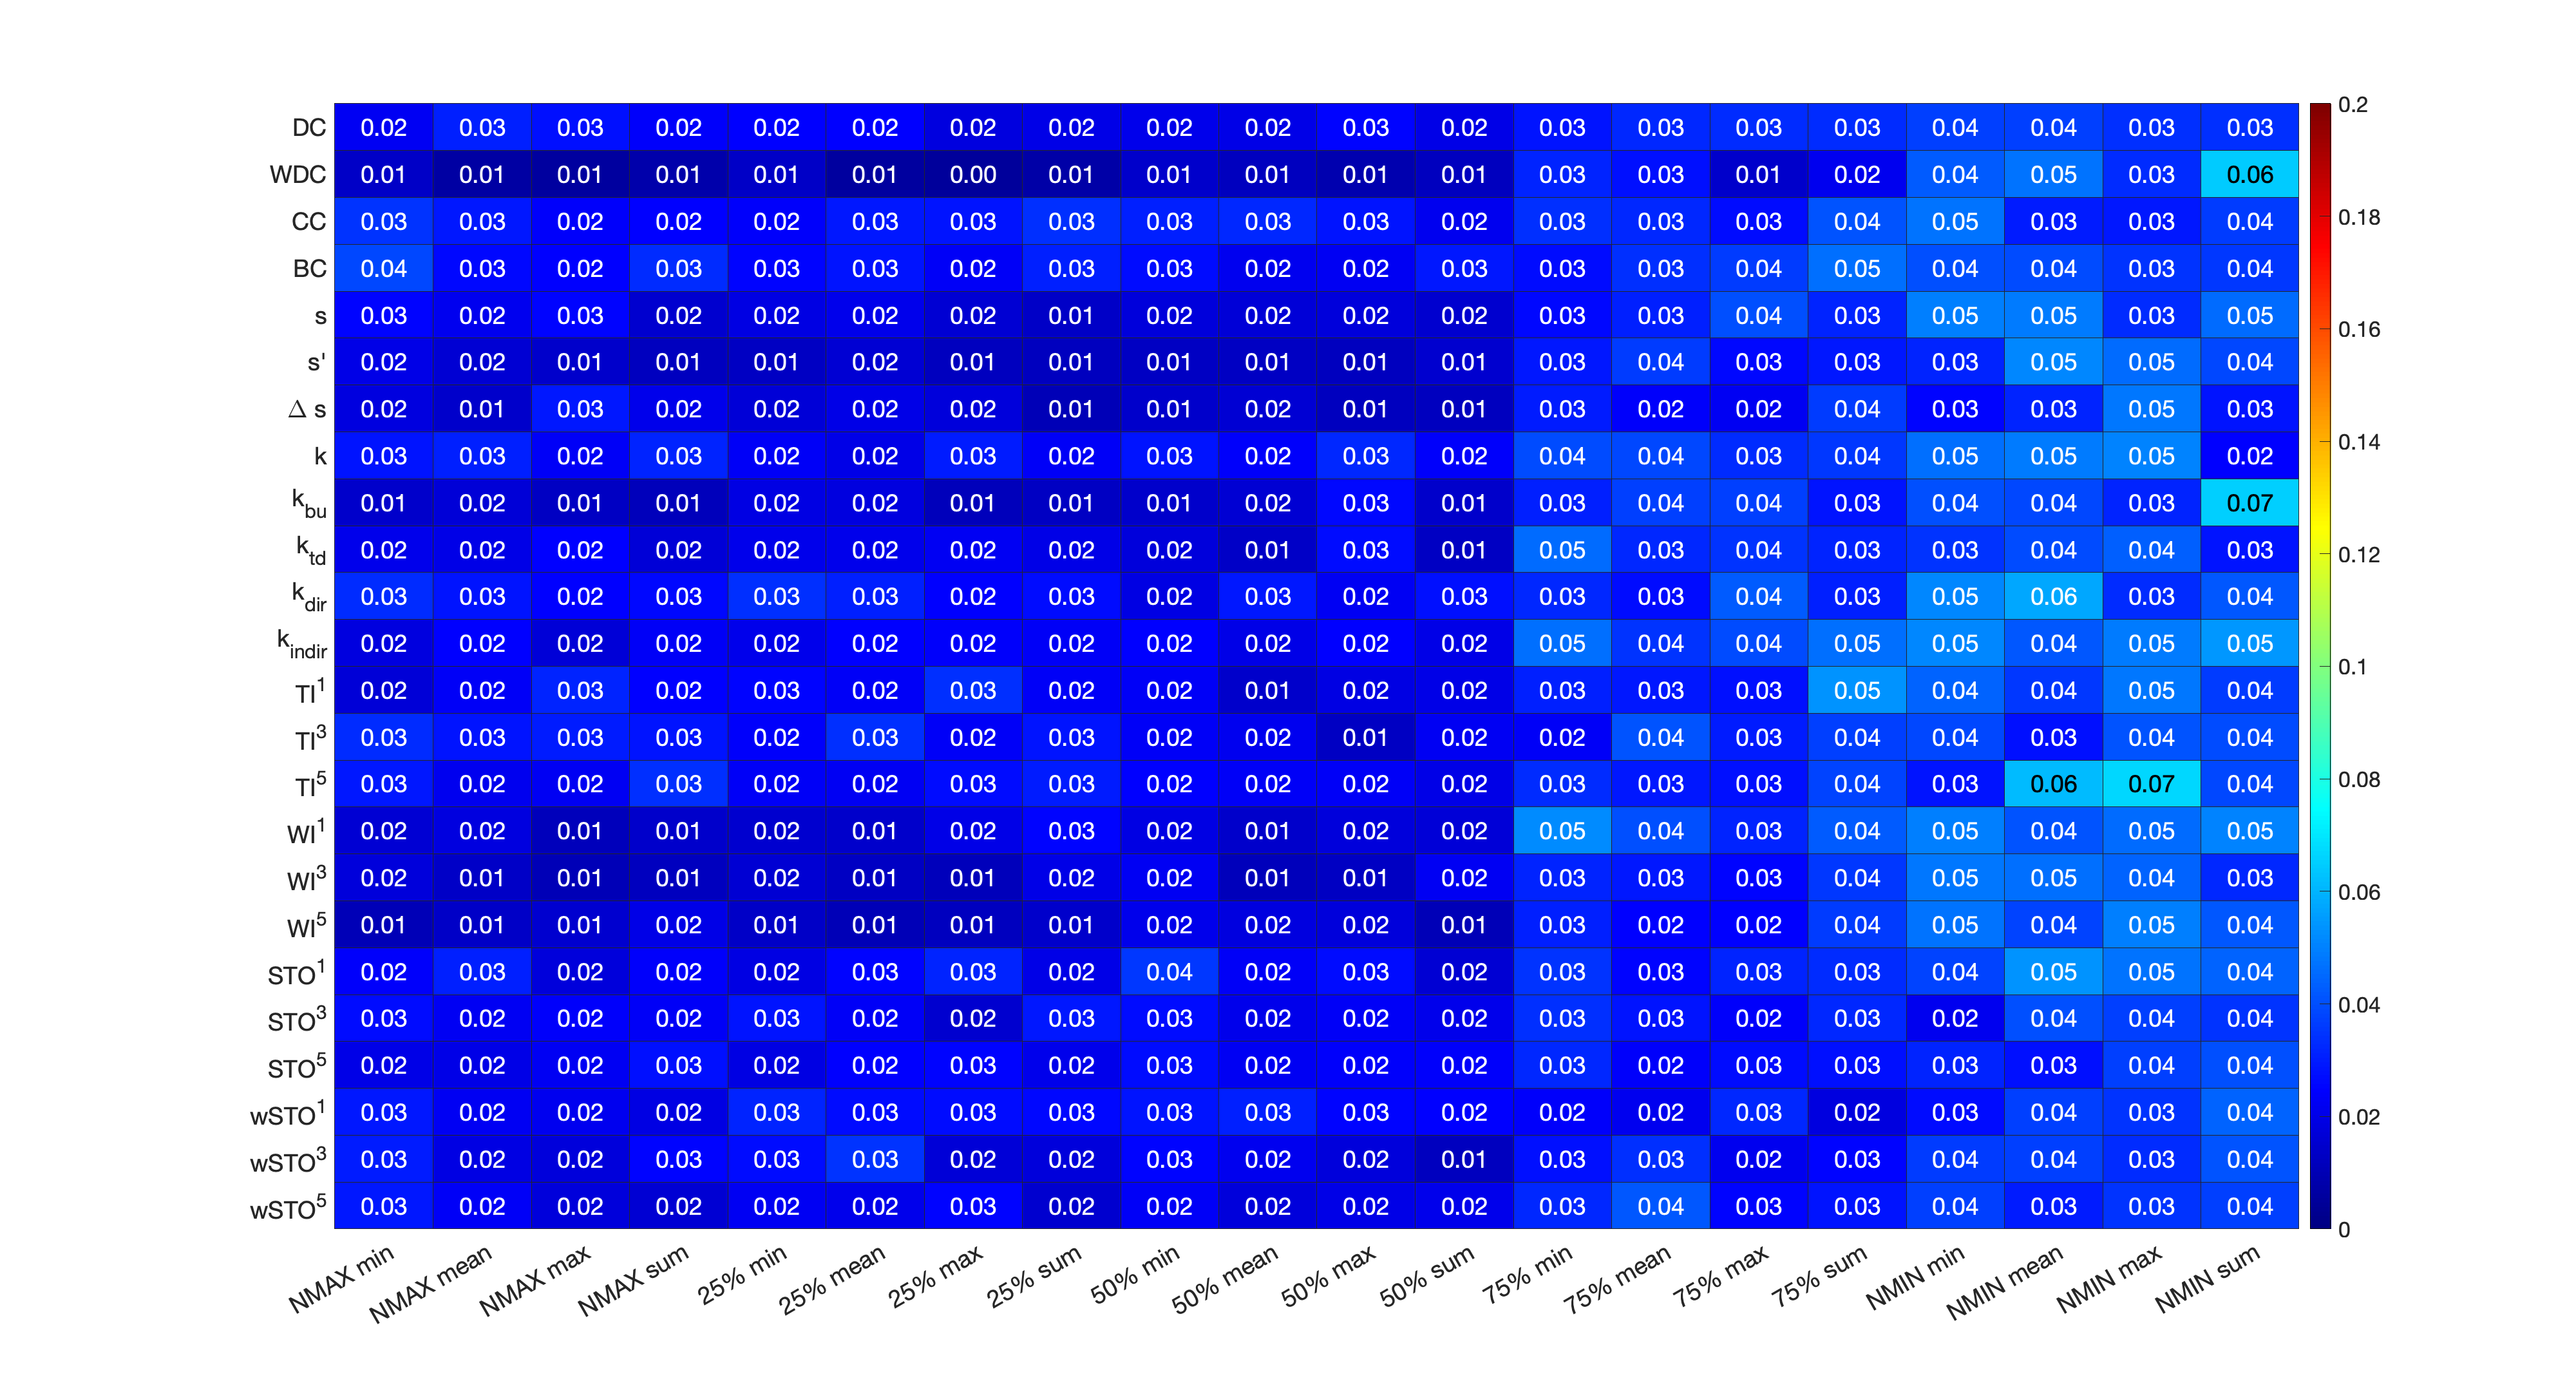 DC 0.02 0.03 0.03 0.02 0.02 0.02 0.02 0.02 0.02 0.02 0.03 0.02 0.03 0.03 0.03 0.03 0.04 0.04 0.03 0.03
WDC 0.01 0.01 0.01 0.01 0.01 0.01 0.00 0.01 0.01 0.01 0.01 0.01 0.03 0.03 0.01 0.02 0.04 0.05 0.03 0.06
CC 0.03 0.03 0.02 0.02 0.02 0.03 0.03 0.03 0.03 0.03 0.03 0.02 0.03 0.03 0.03 0.04 0.05 0.03 0.03 0.04
BC 0.04 0.03 0.02 0.03 0.03 0.03 0.02 0.03 0.03 0.02 0.02 0.03 0.03 0.03 0.04 0.05 0.04 0.04 0.03 0.04
s 0.03 0.02 0.03 0.02 0.02 0.02 0.02 0.01 0.02 0.02 0.02 0.02 0.03 0.03 0.04 0.03 0.05 0.05 0.03 0.05
s' 0.02 0.02 0.01 0.01 0.01 0.02 0.01 0.01 0.01 0.01 0.01 0.01 0.03 0.04 0.03 0.03 0.03 0.05 0.05 0.04
Δ s 0.02 0.01 0.03 0.02 0.02 0.02 0.02 0.01 0.01 0.02 0.01 0.01 0.03 0.02 0.02 0.04 0.03 0.03 0.05 0.03
k 0.03 0.03 0.02 0.03 0.02 0.02 0.03 0.02 0.03 0.02 0.03 0.02 0.04 0.04 0.03 0.04 0.05 0.05 0.05 0.02
k_bu 0.01 0.02 0.01 0.01 0.02 0.02 0.01 0.01 0.01 0.02 0.03 0.01 0.03 0.04 0.04 0.03 0.04 0.04 0.03 0.07
k_td 0.02 0.02 0.02 0.02 0.02 0.02 0.02 0.02 0.02 0.01 0.03 0.01 0.05 0.03 0.04 0.03 0.03 0.04 0.04 0.03
k_dir 0.03 0.03 0.02 0.03 0.03 0.03 0.02 0.03 0.02 0.03 0.02 0.03 0.03 0.03 0.04 0.03 0.05 0.06 0.03 0.04
k_indir 0.02 0.02 0.02 0.02 0.02 0.02 0.02 0.02 0.02 0.02 0.02 0.02 0.05 0.04 0.04 0.05 0.05 0.04 0.05 0.05
TI¹ 0.02 0.02 0.03 0.02 0.03 0.02 0.03 0.02 0.02 0.01 0.02 0.02 0.03 0.03 0.03 0.05 0.04 0.04 0.05 0.04
TI³ 0.03 0.03 0.03 0.03 0.02 0.03 0.02 0.03 0.02 0.02 0.01 0.02 0.02 0.04 0.03 0.04 0.04 0.03 0.04 0.04
TI⁵ 0.03 0.02 0.02 0.03 0.02 0.02 0.03 0.03 0.02 0.02 0.02 0.02 0.03 0.03 0.03 0.04 0.03 0.06 0.07 0.04
WI¹ 0.02 0.02 0.01 0.01 0.02 0.01 0.02 0.03 0.02 0.01 0.02 0.02 0.05 0.04 0.03 0.04 0.05 0.04 0.05 0.05
WI³ 0.02 0.01 0.01 0.01 0.02 0.01 0.01 0.02 0.02 0.01 0.01 0.02 0.03 0.03 0.03 0.04 0.05 0.05 0.04 0.03
WI⁵ 0.01 0.01 0.01 0.02 0.01 0.01 0.01 0.01 0.02 0.02 0.02 0.01 0.03 0.02 0.02 0.04 0.05 0.04 0.05 0.04
STO¹ 0.02 0.03 0.02 0.02 0.02 0.03 0.03 0.02 0.04 0.02 0.03 0.02 0.03 0.03 0.03 0.03 0.04 0.05 0.05 0.04
STO³ 0.03 0.02 0.02 0.02 0.03 0.02 0.02 0.03 0.03 0.02 0.02 0.02 0.03 0.03 0.02 0.03 0.02 0.04 0.04 0.04
STO⁵ 0.02 0.02 0.02 0.03 0.02 0.02 0.03 0.02 0.03 0.02 0.02 0.02 0.03 0.02 0.03 0.03 0.03 0.03 0.04 0.04
wSTO¹ 0.03 0.02 0.02 0.02 0.03 0.03 0.03 0.03 0.03 0.03 0.03 0.02 0.02 0.02 0.03 0.02 0.03 0.04 0.03 0.04
wSTO³ 0.03 0.02 0.02 0.03 0.03 0.03 0.02 0.02 0.03 0.02 0.02 0.01 0.03 0.03 0.02 0.03 0.04 0.04 0.03 0.04
wSTO⁵ 0.03 0.02 0.02 0.02 0.02 0.02 0.03 0.02 0.02 0.02 0.02 0.02 0.03 0.04 0.03 0.03 0.04 0.03 0.03 0.04
NMAX min NMAX mean NMAX max NMAX sum 25% min 25% mean 25% max 25% sum 50% min 50% mean 50% max 50% sum 75% min 75% mean 75% max 75% sum NMIN min NMIN mean NMIN max NMIN sum
0.2
0.18
0.16
0.14
0.12
0.1
0.08
0.06
0.04
0.02
0